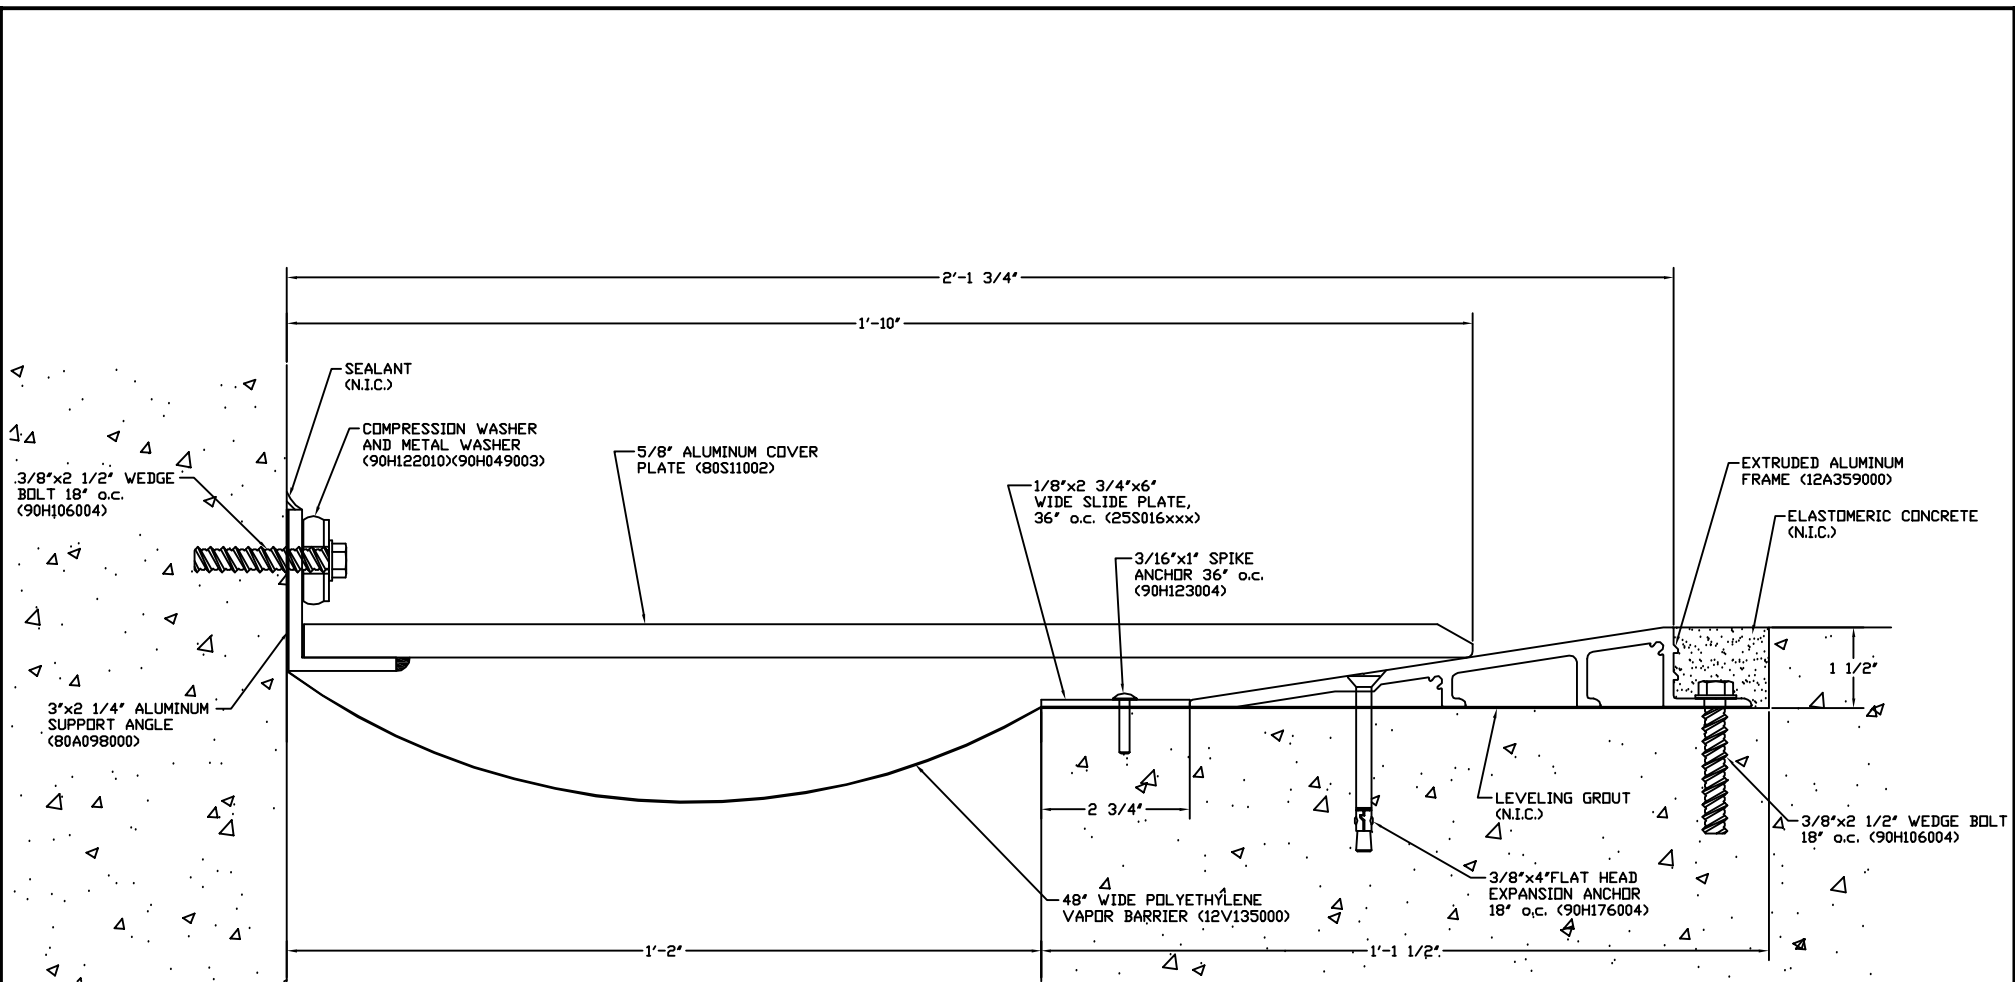 2'-1 3/4"
1'-10"
SEALANT
(N.I.C.)
COMPRESSION WASHER
AND METAL WASHER
(90H122010)(90H049003)
3/8"x2 1/2" WEDGE
BOLT 18" o.c.
(90H106004)
5/8" ALUMINUM COVER
PLATE (80S11002)
1/8"x2 3/4"x6"
WIDE SLIDE PLATE,
36" o.c. (25S016xxx)
3/16"x1" SPIKE
ANCHOR 36" o.c.
(90H123004)
EXTRUDED ALUMINUM
FRAME (12A359000)
ELASTOMERIC CONCRETE
(N.I.C.)
1 1/2"
3"x2 1/4" ALUMINUM
SUPPORT ANGLE
(80A098000)
2 3/4"
LEVELING GROUT
(N.I.C.)
3/8"x2 1/2" WEDGE BOLT
18" o.c. (90H106004)
3/8"x4"FLAT HEAD
EXPANSION ANCHOR
18" o.c. (90H176004)
48" WIDE POLYETHYLENE
VAPOR BARRIER (12V135000)
1'-2"
1'-1 1/2"